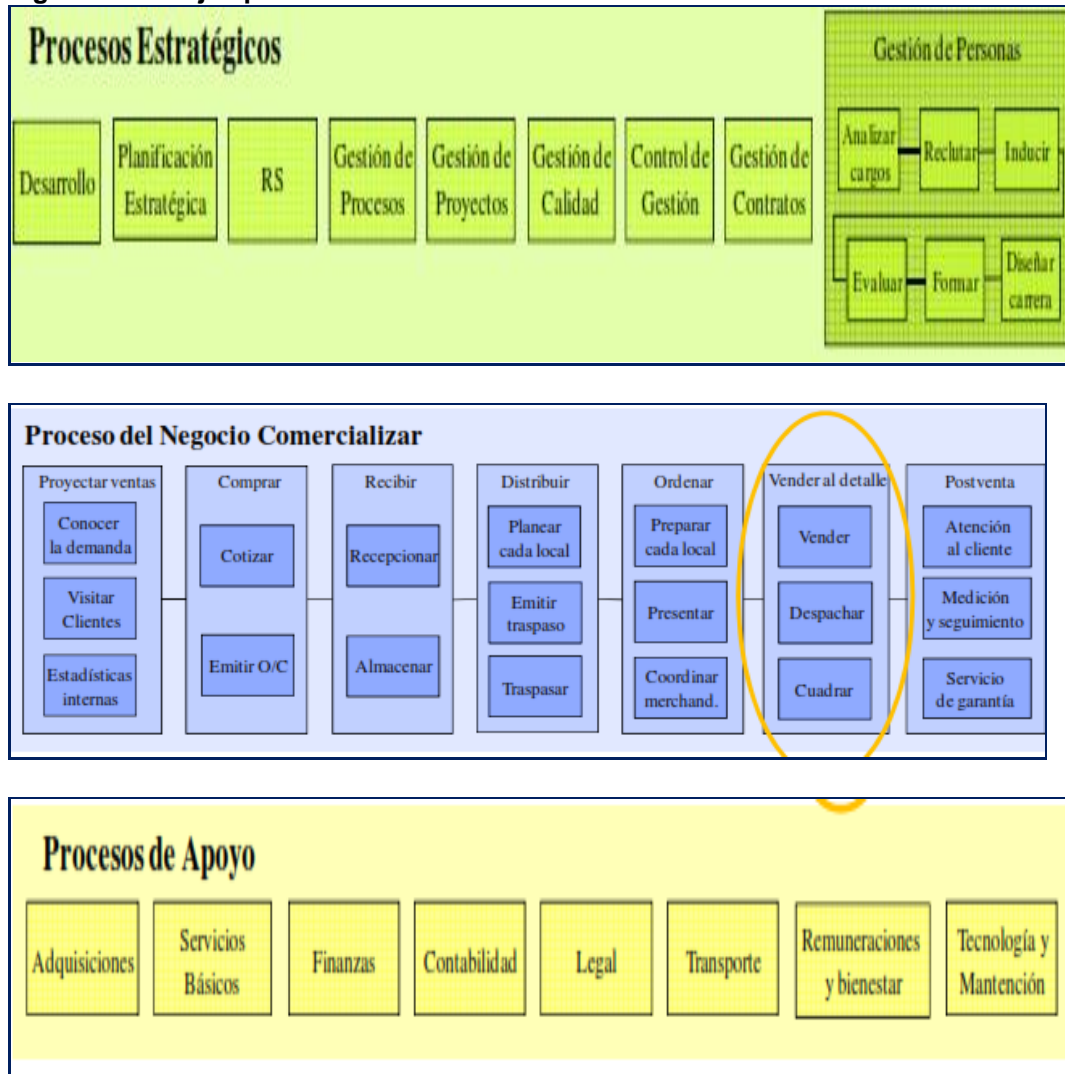 Procesos Estratégicos
Gestión de Personas
Desarrollo
Planificación
Estratégica
RS
Gestión de
Procesos
Gestión de
Proyectos
Gestión de
Calidad
Control de
Gestión
Gestión de
Contratos
Analizar
cargos
Reclutar
Inducir
Evaluar
Formar
Diseñar
carrera
Proceso del Negocio Comercializar
Proyectar ventas
Conocer
la demanda
Visitar
Clientes
Estadísticas
internas
Comprar
Cotizar
Emitir O/C
Recibir
Recepcionar
Almacenar
Distribuir
Planear
cada local
Emitir
traspaso
Traspasar
Ordenar
Preparar
cada local
Presentar
Coordinar
merchand.
Vender al detalle
Vender
Despachar
Cuadrar
Postventa
Atención
al cliente
Medición
y seguimiento
Servicio
de garantía
Procesos de Apoyo
Adquisiciones
Servicios
Básicos
Finanzas
Contabilidad
Legal
Transporte
Remuneraciones
y bienestar
Tecnología y
Mantención